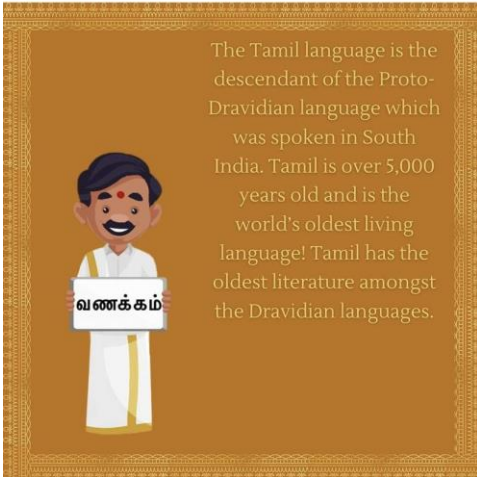 The Tamil language is the
descendant of the Proto-
Dravidian language which
was spoken in South
India. Tamil is over 5,000
years old and is the
world's oldest living
language! Tamil has the
oldest literature amongst
the Dravidian languages.
வணக்கம்